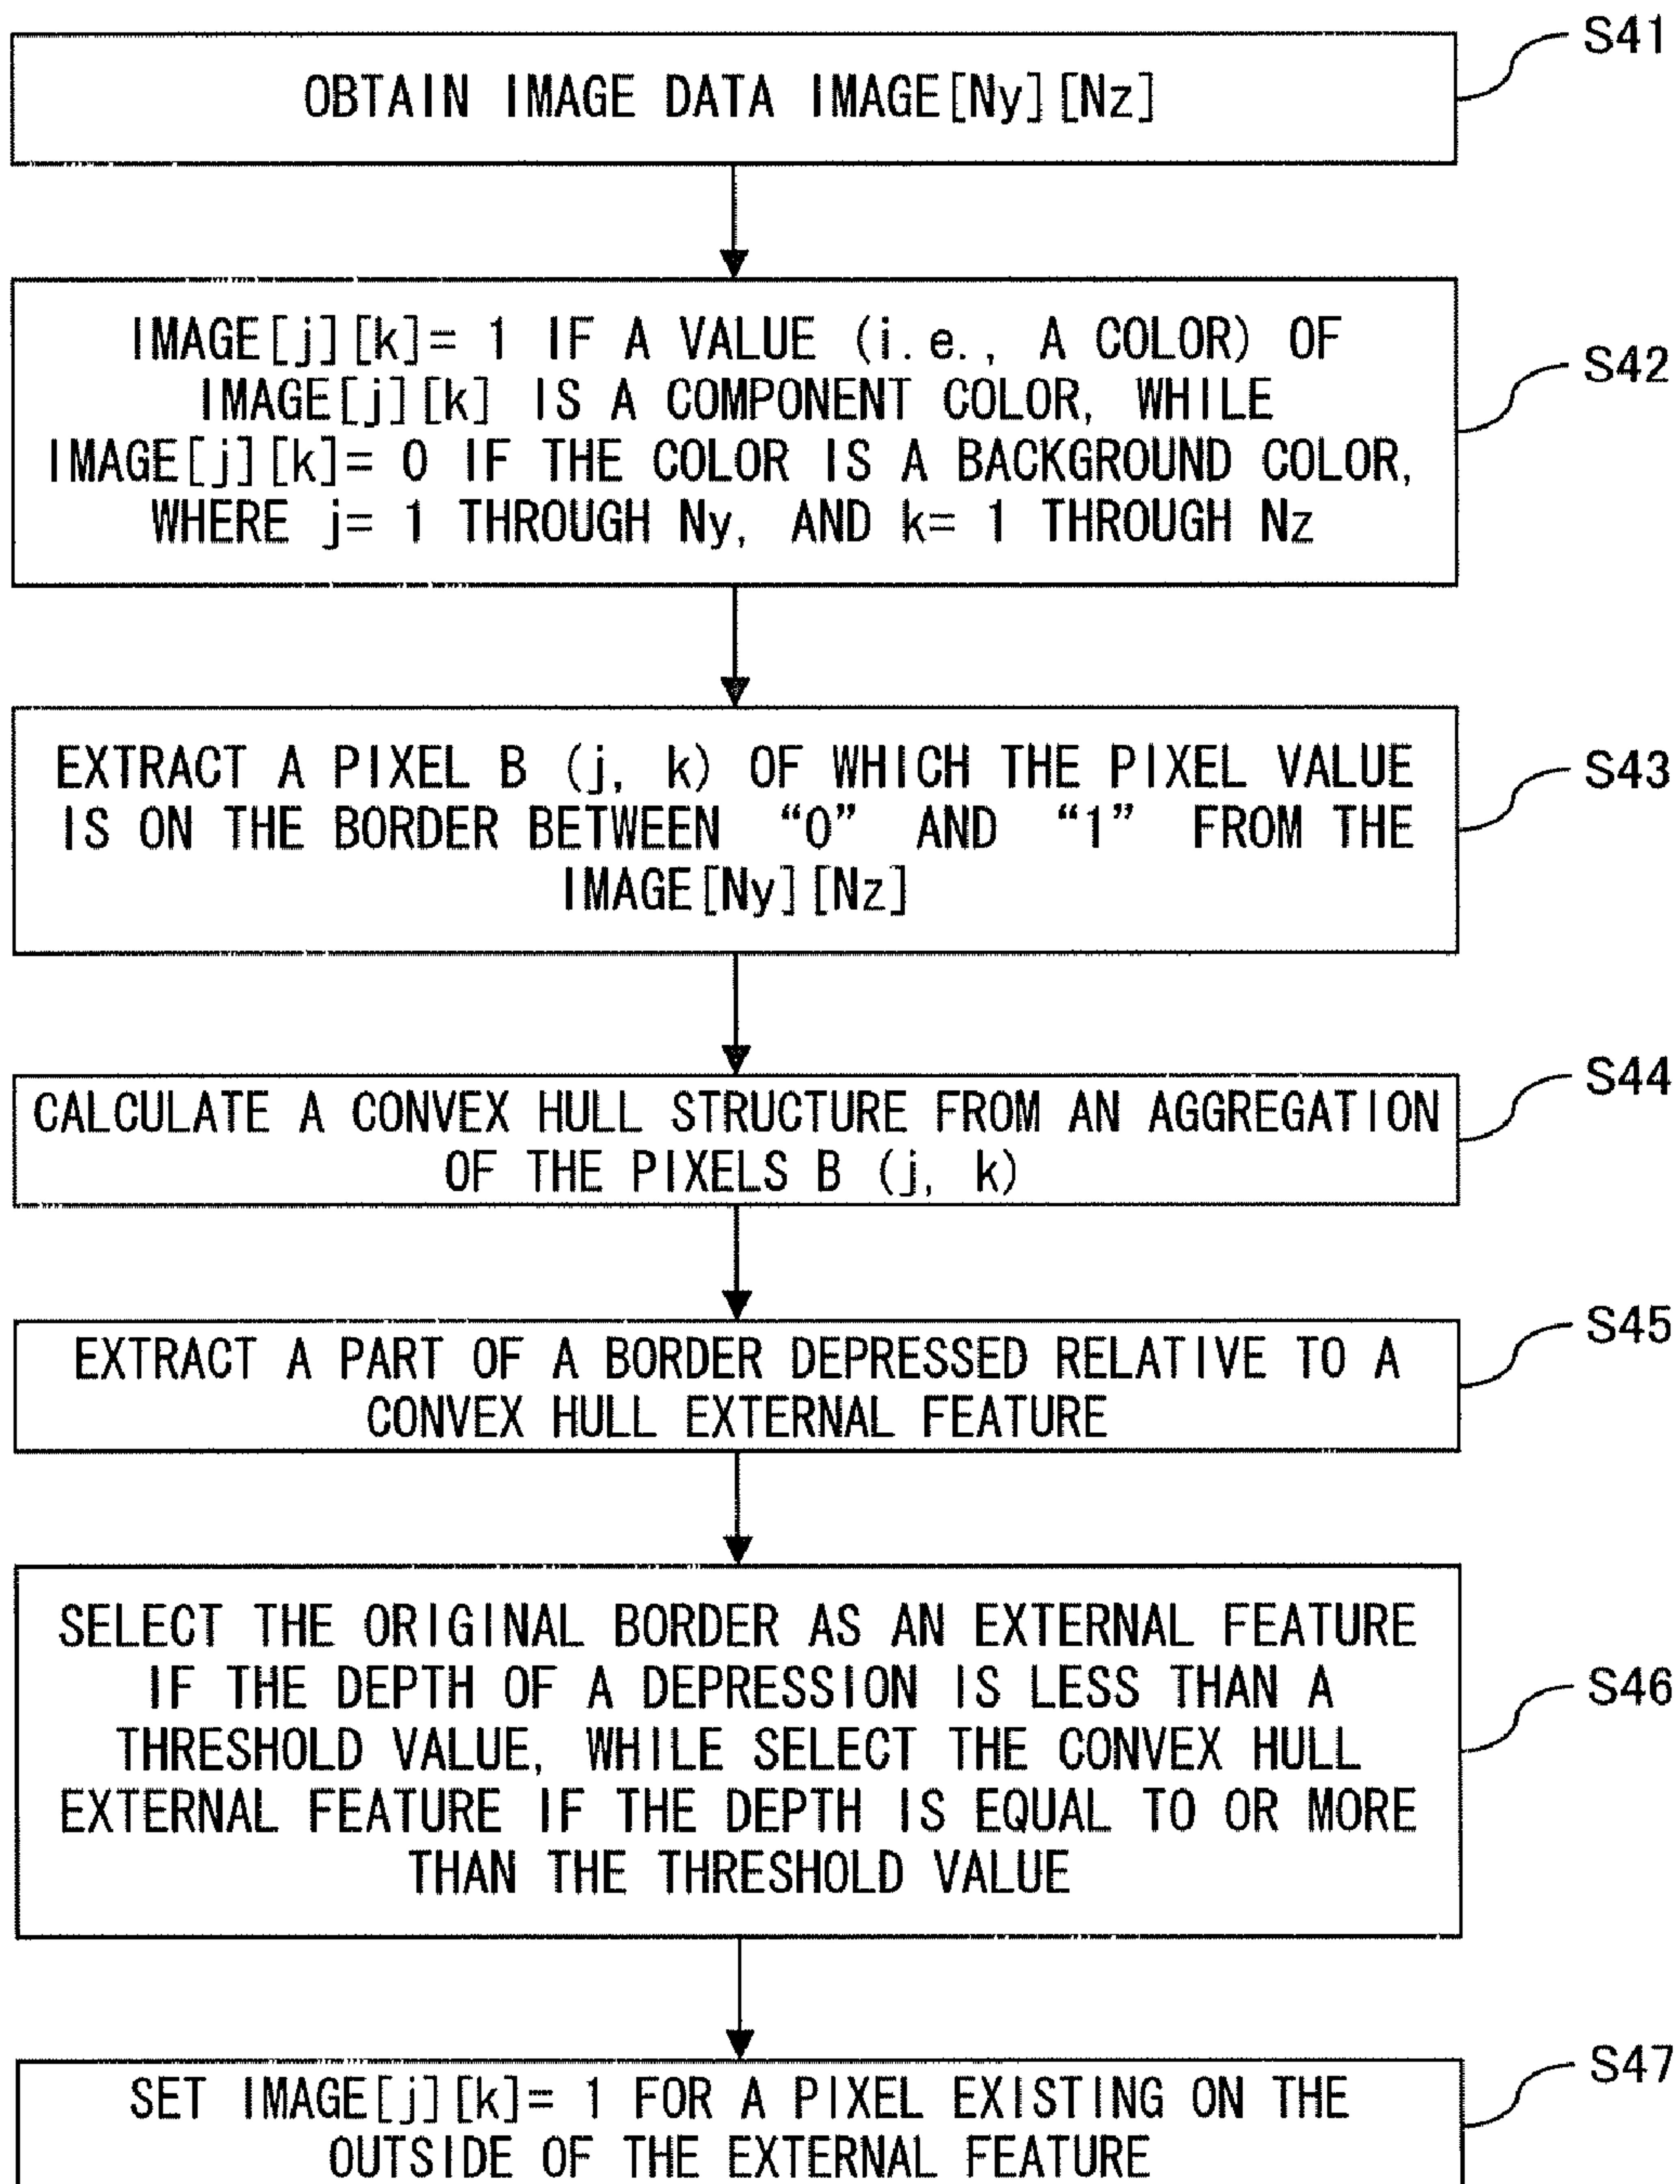 S41
OBTAIN IMAGE DATA IMAGE[Ny][Nz]
IMAGE[j][k]= 1 IF A VALUE (i.e., A COLOR) OF
S42
IMAGE[j][k] IS A COMPONENT COLOR, WHILE
IMAGE[j][k]= 0 IF THE COLOR IS A BACKGROUND COLOR,
WHERE j= 1 THROUGH Ny, AND k= 1 THROUGH Nz
EXTRACT A PIXEL B (j, k) OF WHICH THE PIXEL VALUE
S43
IS ON THE BORDER BETWEEN “0” AND “1” FROM THE
IMAGE[Ny][Nz]
S44
CALCULATE A CONVEX HULL STRUCTURE FROM AN AGGREGATION
OF THE PIXELS B (j, k)
S45
EXTRACT A PART OF A BORDER DEPRESSED RELATIVE TO A
CONVEX HULL EXTERNAL FEATURE
SELECT THE ORIGINAL BORDER AS AN EXTERNAL FEATURE
IF THE DEPTH OF A DEPRESSION IS LESS THAN A
S46
THRESHOLD VALUE, WHILE SELECT THE CONVEX HULL
EXTERNAL FEATURE IF THE DEPTH IS EQUAL TO OR MORE
THAN THE THRESHOLD VALUE
S47
SET IMAGE[j][k]= 1 FOR A PIXEL EXISTING ON THE
OUTSIDE OF THE EXTERNAL FEATURE